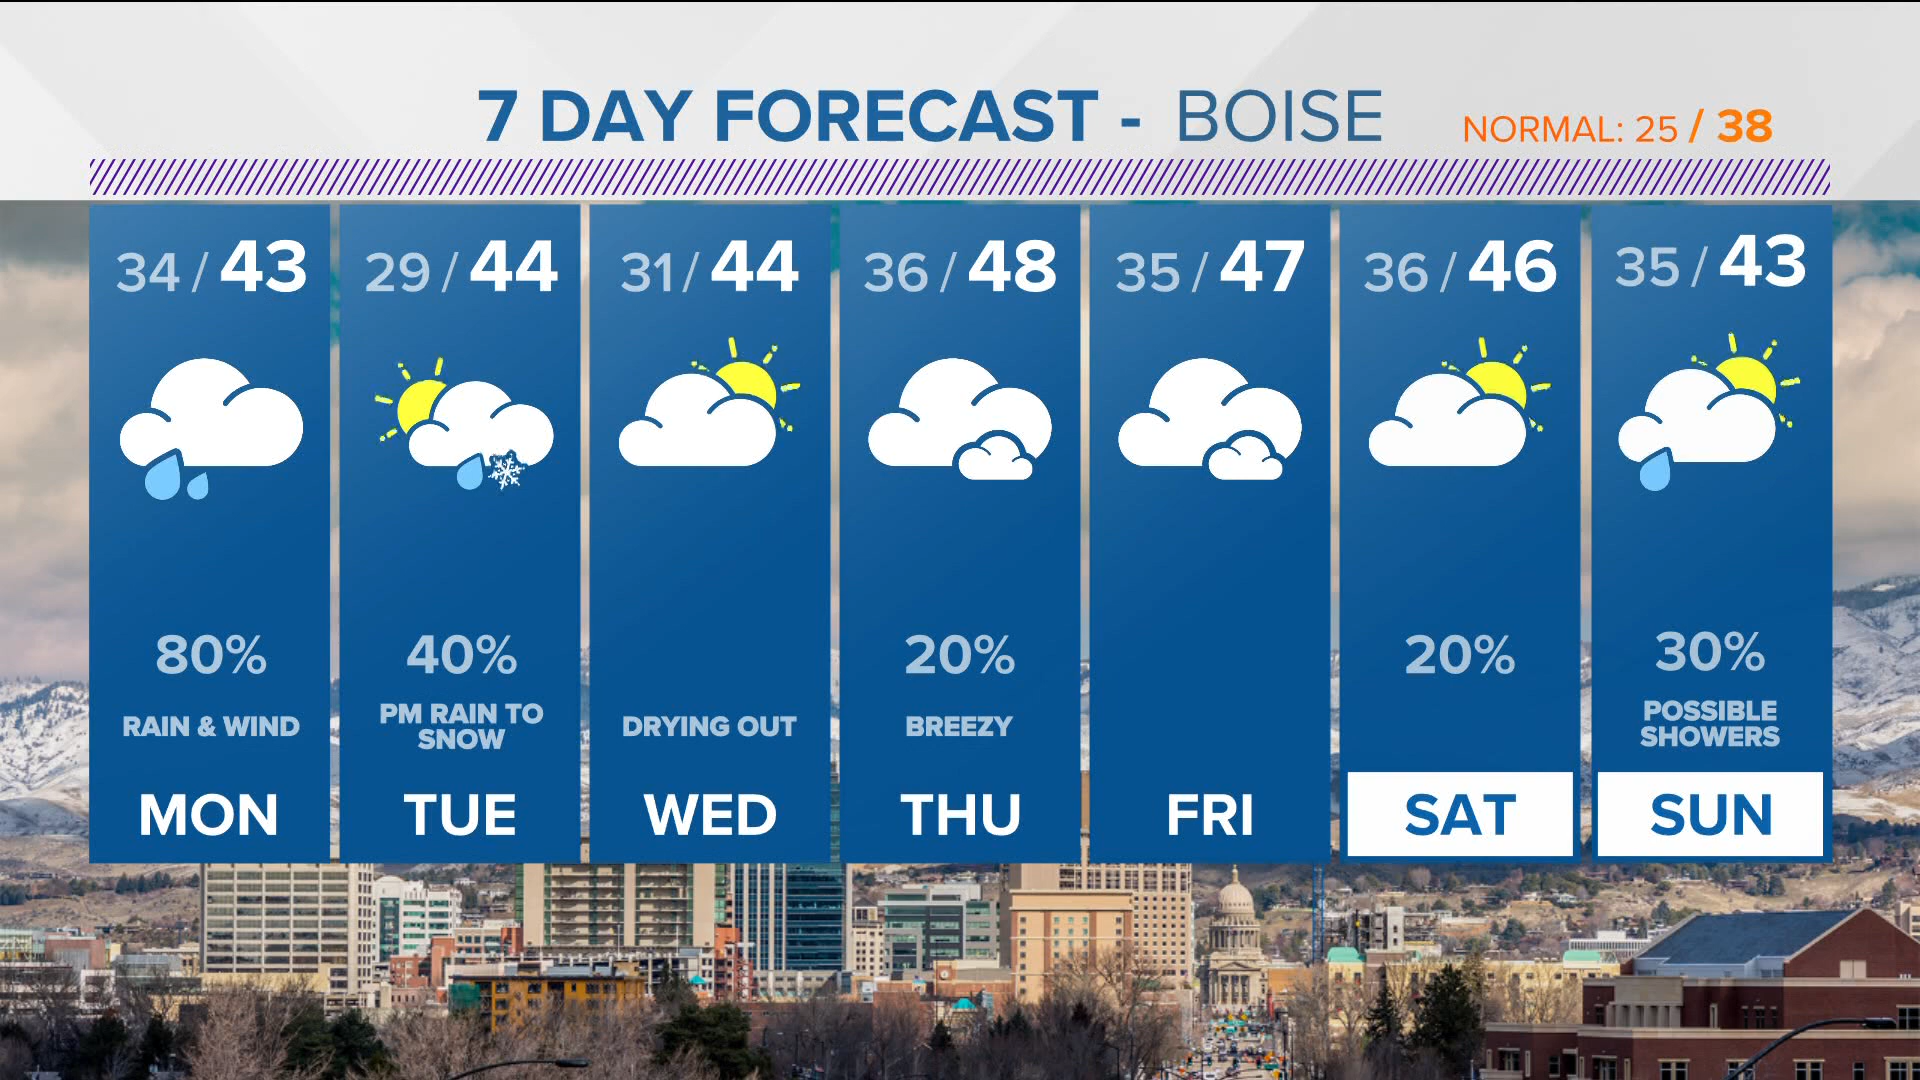 7 DAY FORECAST - BOISE NORMAL: 25 / 38
34 / 43
80%
RAIN & WIND
MON
29 / 44
40%
PM RAIN TO
SNOW
TUE
31 / 44
DRYING OUT
WED
36 / 48
20%
BREEZY
THU
35 / 47
FRI
36 / 46
20%
SAT
35 / 43
30%
POSSIBLE
SHOWERS
SUN